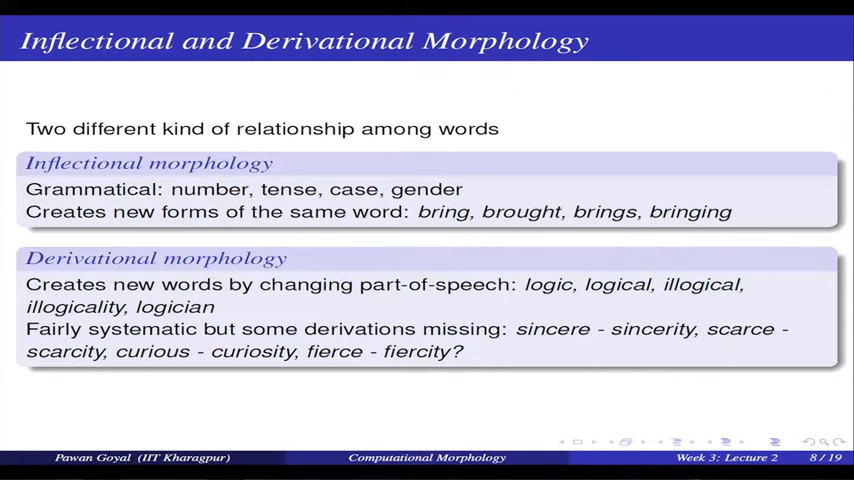 Inflectional and Derivational Morphology
Two different kind of relationship among words
Inflectional morphology
Grammatical: number, tense, case, gender
Creates new forms of the same word: bring, brought, brings, bringing
Derivational morphology
Creates new words by changing part-of-speech: logic, logical, illogical,
illogicality, logician
Fairly systematic but some derivations missing: sincere - sincerity, scarce -
scarcity, curious - curiosity, fierce - fiercity?
Pawan Goyal (IIT Kharagpur) Computational Morphology Week 3: Lecture 2 8 / 19